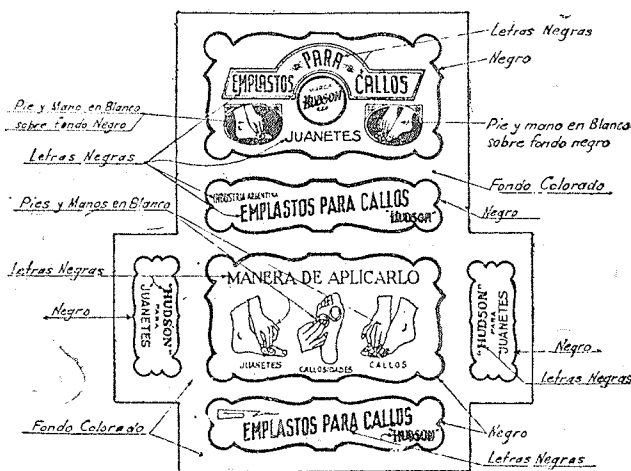 Letras Negras
Negro
PARA
EMPLASTOS
CALLOS
MARCA
HUDSON
JUANETES
Pie y Mano en Blanco
sobre fondo Negro
Pie y mano en Blanco
sobre fondo negro
Letras Negras
Fondo Colorado
INDUSTRIA ARGENTINA
EMPLASTOS PARA CALLOS
"HUDSON"
Pies y Manos en Blanco
Negro
Letras Negras
MANERA DE APLICARLO
JUANETES
CALLOSIDADES
CALLOS
"HUDSON"
PARA
JUANETES
Negro
"HUDSON"
PARA
JUANETES
Negro
Letras Negras
Fondo Colorado
EMPLASTOS PARA CALLOS
"HUDSON"
Negro
Letras Negras